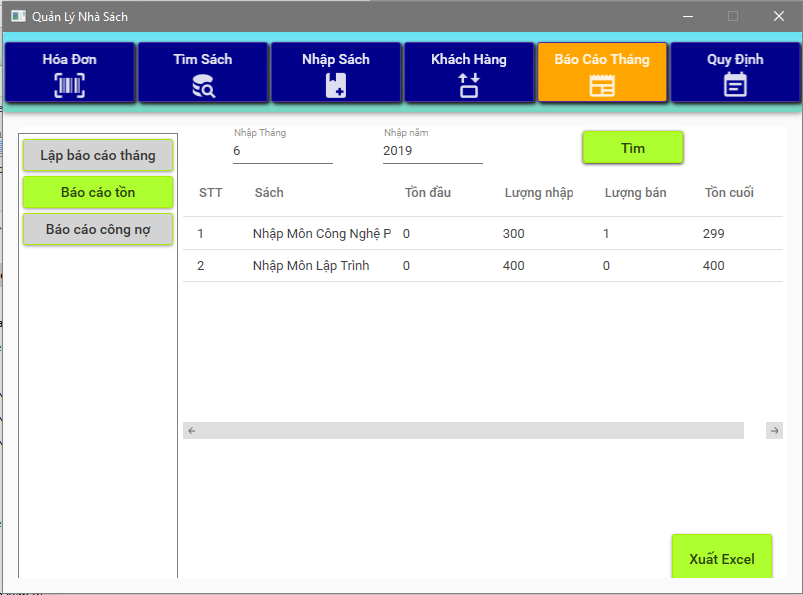 Quản Lý Nhà Sách
Hóa Đơn
Tìm Sách
Nhập Sách
Khách Hàng
Báo Cáo Tháng
Quy Định
Lập báo cáo tháng
Báo cáo tồn
Báo cáo công nợ
Nhập Tháng
6
Nhập năm
2019
Tìm
STT Sách Tồn đầu Lượng nhập Lượng bán Tồn cuối
1 Nhập Môn Công Nghệ P 0 300 1 299
2 Nhập Môn Lập Trình 0 400 0 400
Xuất Excel